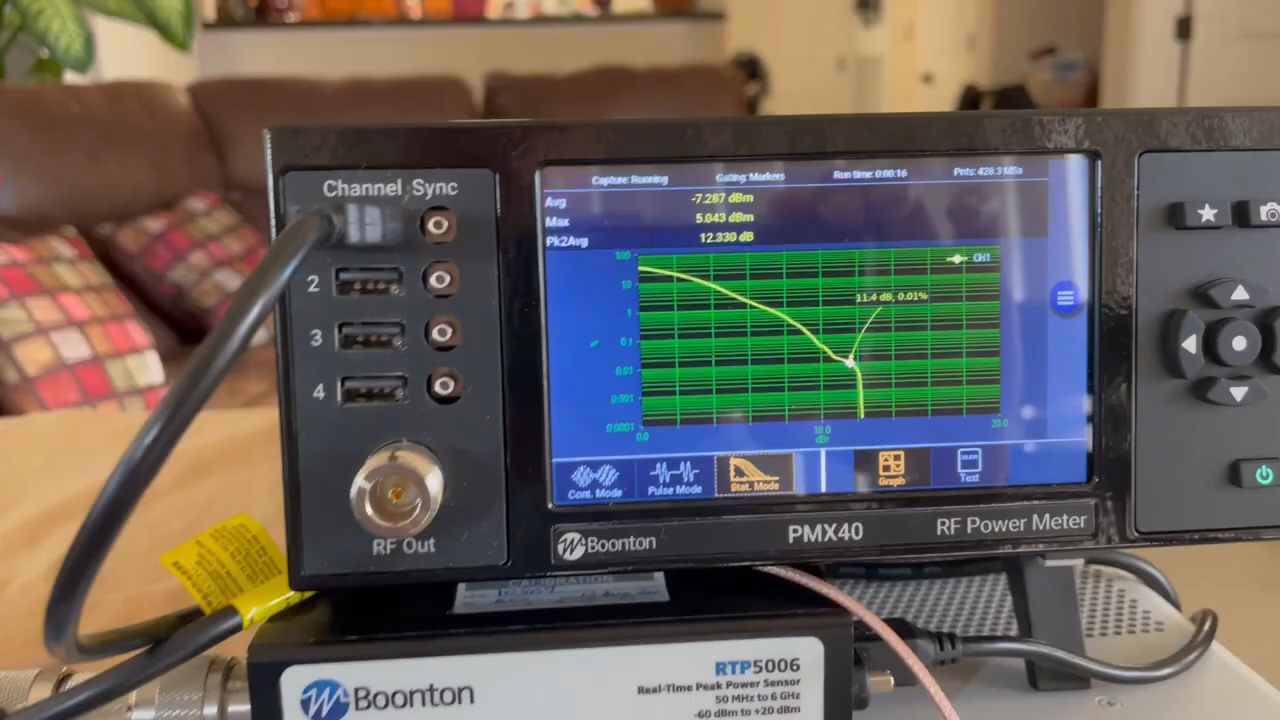 Channel Sync
2
3
4
RF Out
Capture: Running Gating: Markers Run time: 0:00:16 Pnts: 428.3 MSa
Avg -7.287 dBm
Max 5.043 dBm
Pk2Avg 12.330 dB
CH1
100
10
1
0.1
0.01
0.001
0.0001
%
11.4 dB, 0.01%
0.0 10.0 20.0
dBr
Cont. Mode Pulse Mode Stat. Mode Graph Text
Boonton PMX40 RF Power Meter
CALIBRATION
Boonton
RTP5006
Real-Time Peak Power Sensor
50 MHz to 6 GHz
-60 dBm to +20 dBm